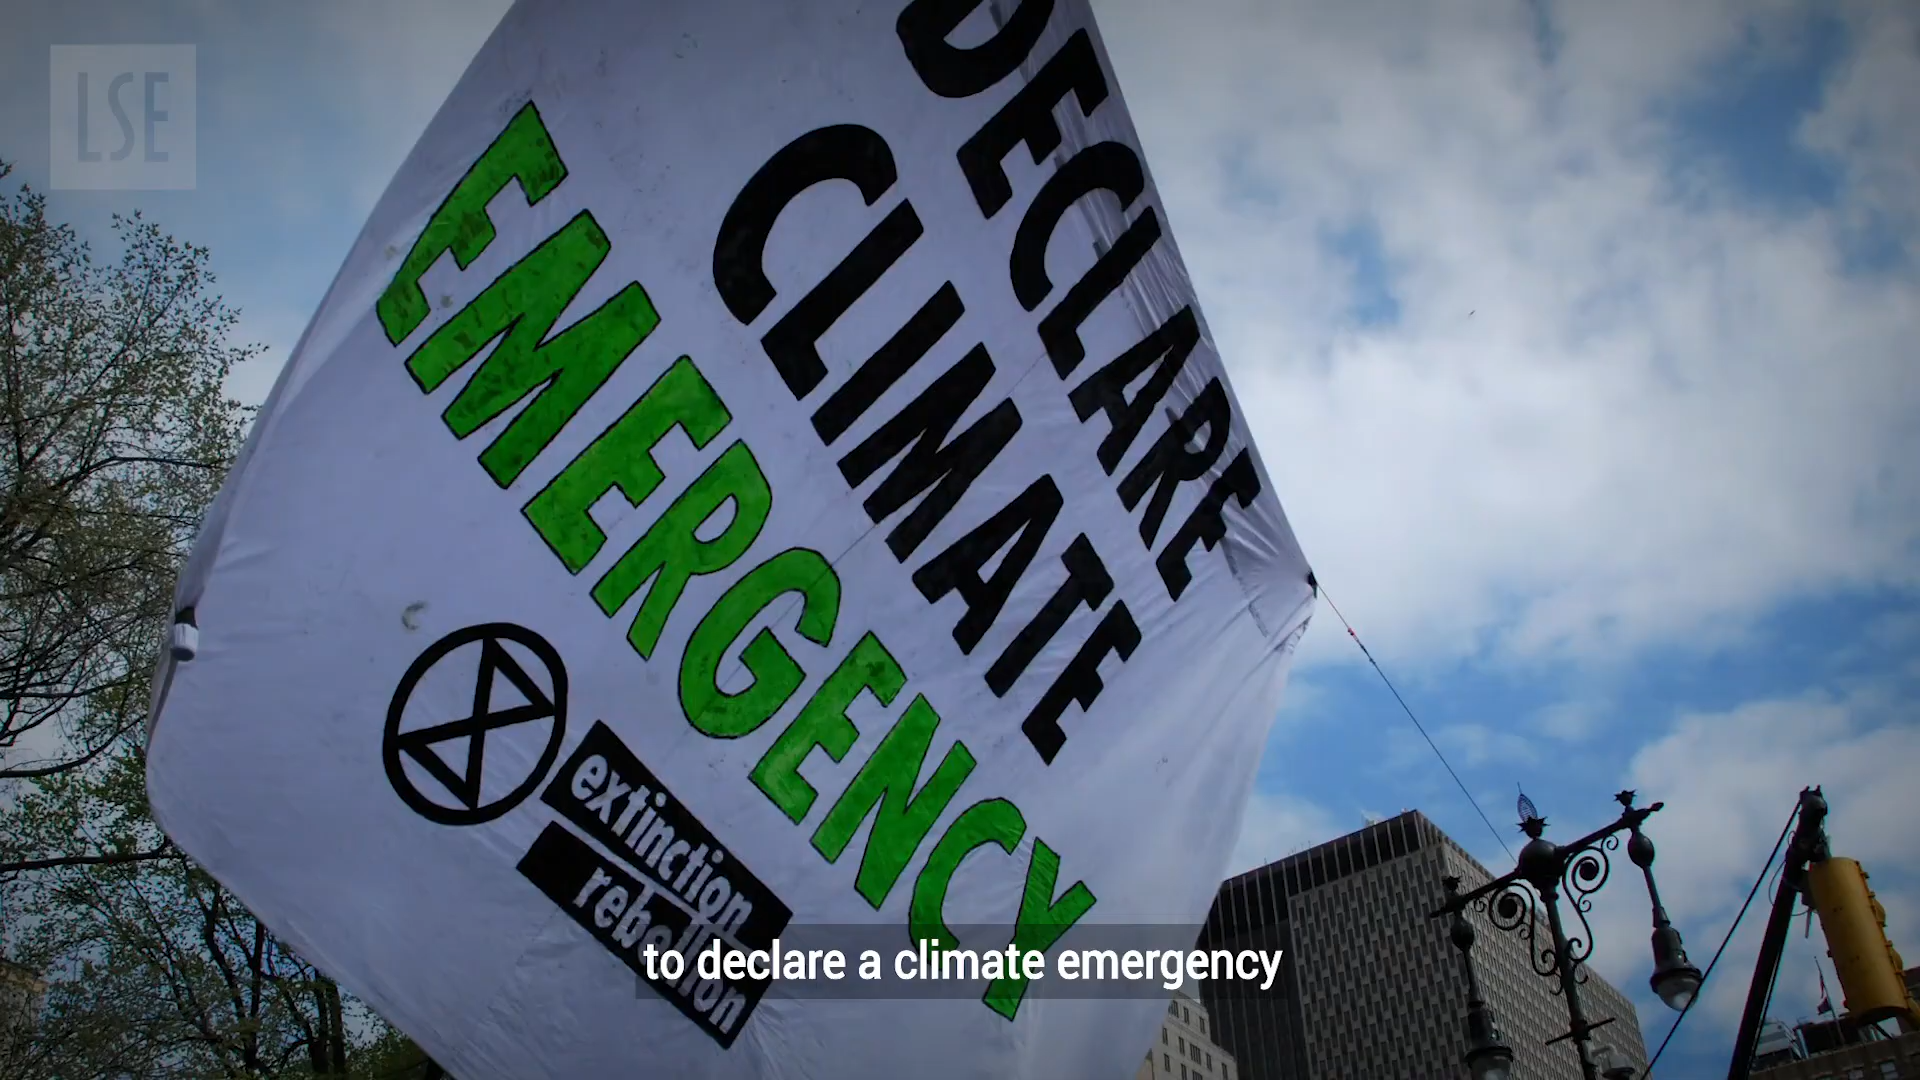 LSE
DECLARE
CLIMATE
EMERGENCY
extinction
rebellion
to declare a climate emergency